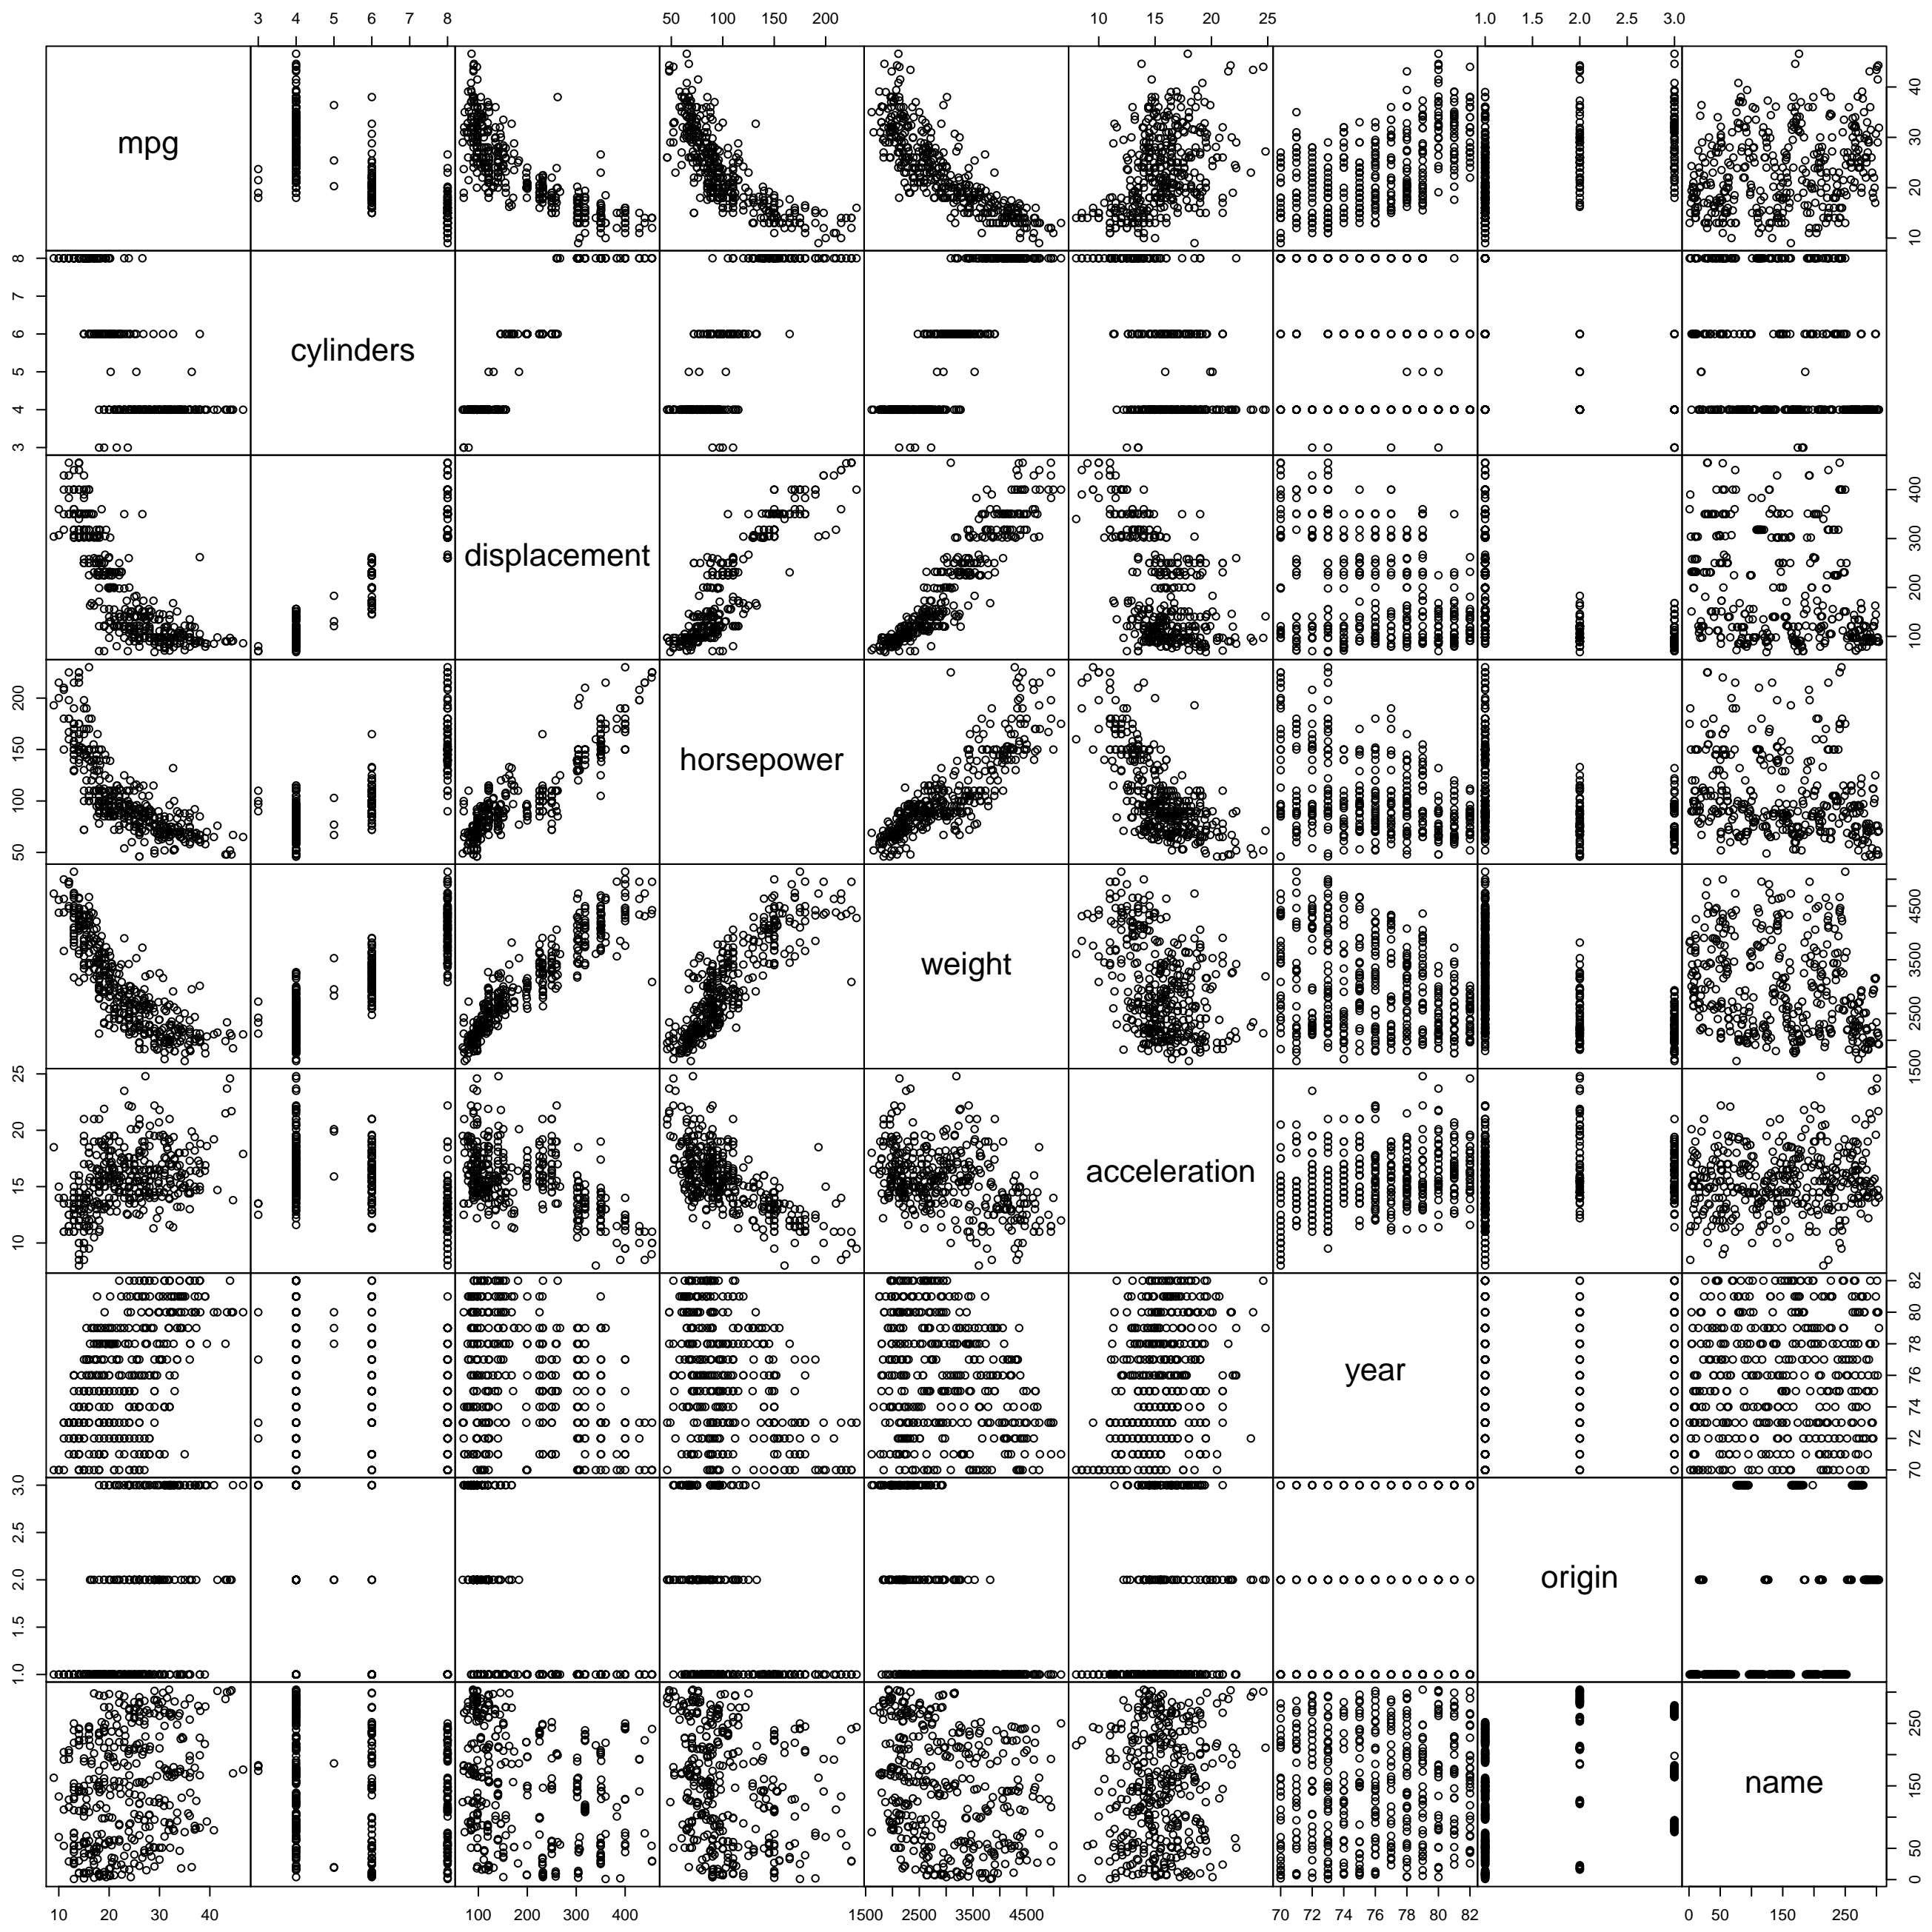 3 4 5 6 7 8 50 100 150 200 10 15 20 25 1.0 1.5 2.0 2.5 3.0
mpg
10 20 30 40
3 4 5 6 7 8
cylinders
displacement
100 200 300 400
50 100 150 200
horsepower
weight
1500 2500 3500 4500
10 15 20 25
acceleration
year
70 72 74 76 78 80 82
1.0 1.5 2.0 2.5 3.0
origin
name
0 50 150 250
10 20 30 40 100 200 300 400 1500 2500 3500 4500 70 72 74 76 78 80 82 0 50 150 250